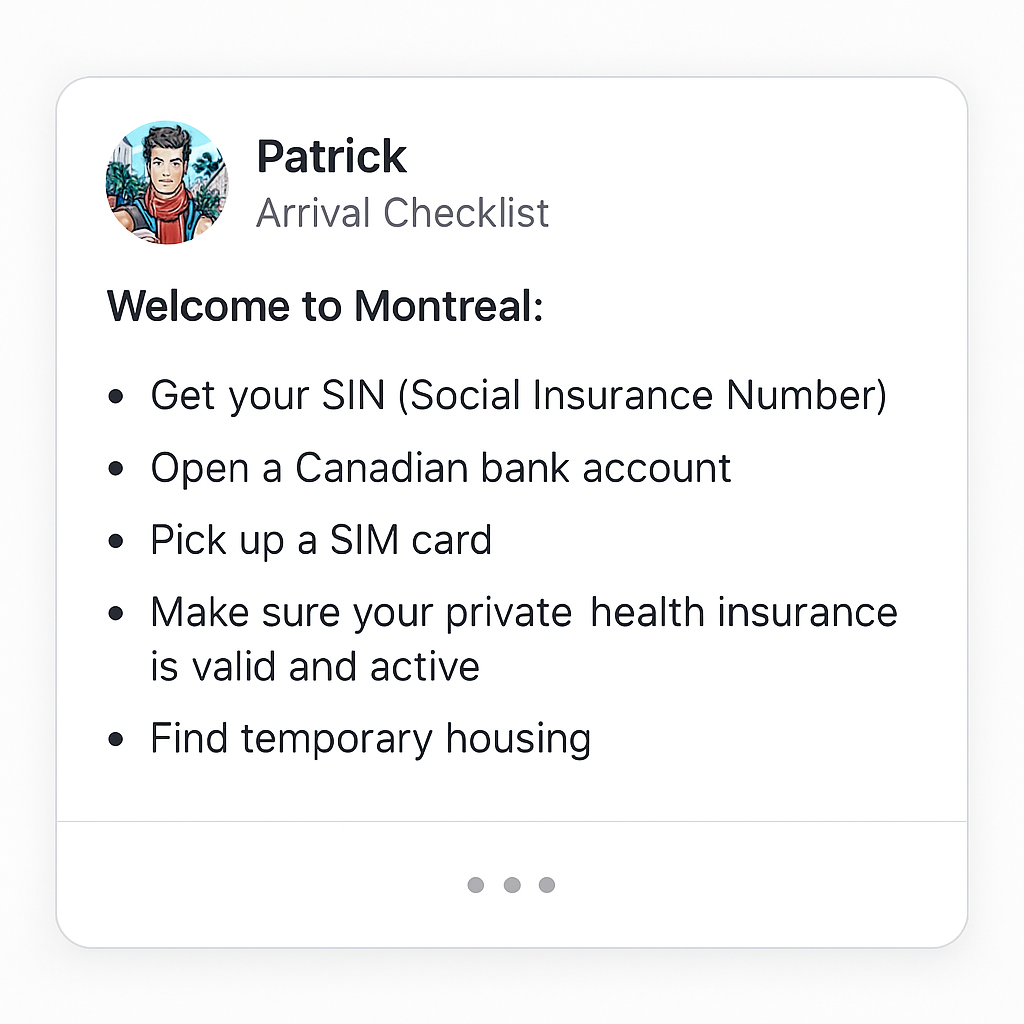 Patrick
Arrival Checklist
Welcome to Montreal:
• Get your SIN (Social Insurance Number)
• Open a Canadian bank account
• Pick up a SIM card
• Make sure your private health insurance
is valid and active
• Find temporary housing